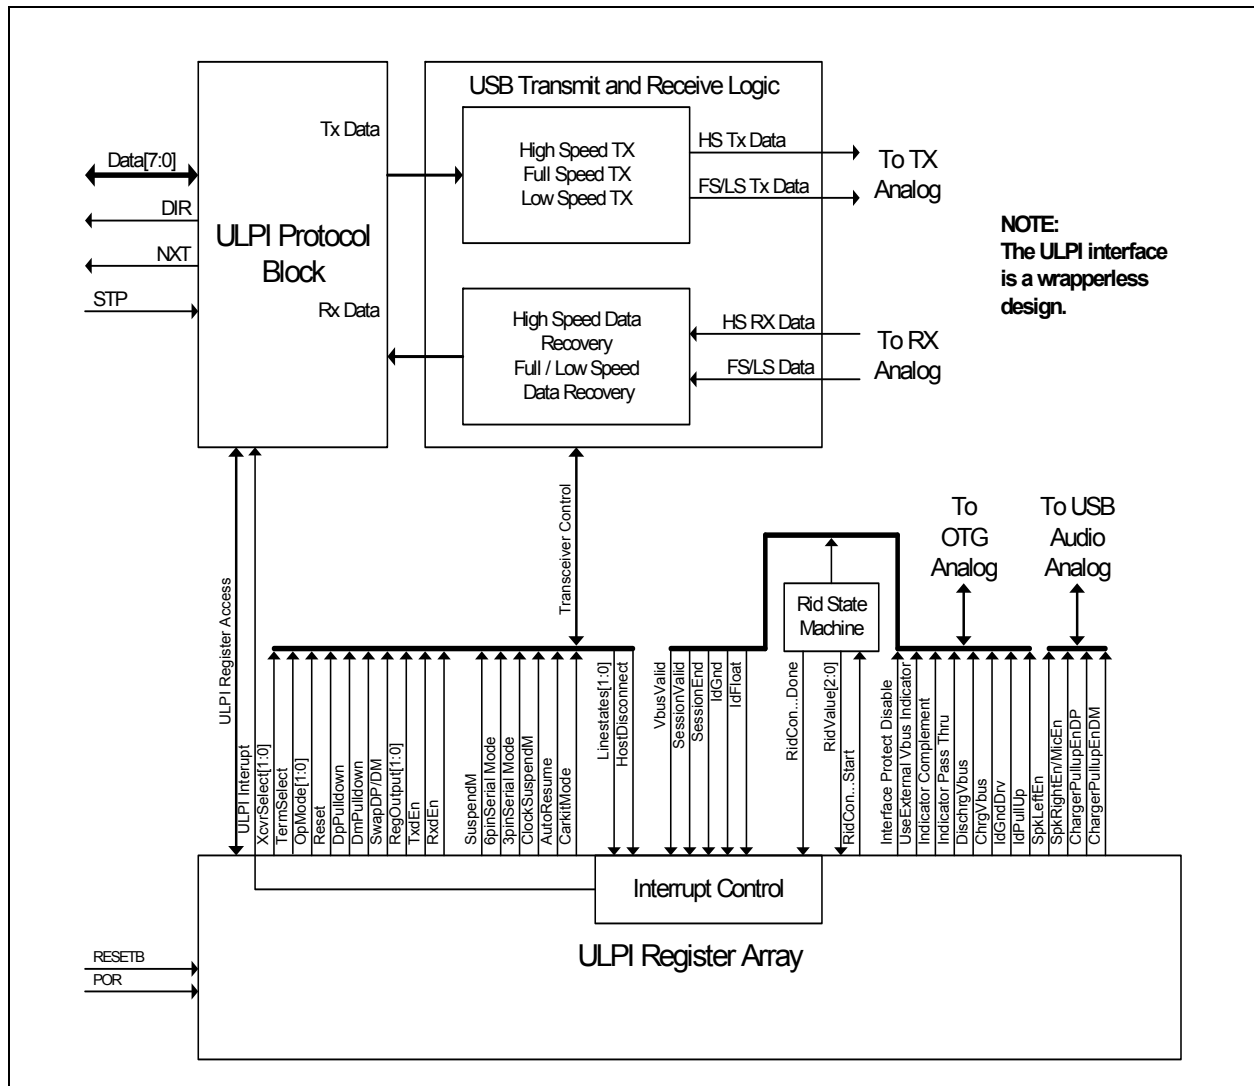 USB Transmit and Receive Logic
Tx Data
High Speed TX
Full Speed TX
Low Speed TX
HS Tx Data
FS/LS Tx Data
To TX
Analog
Data[7:0]
DIR
NXT
STP
ULPI Protocol
Block
Rx Data
High Speed Data
Recovery
Full / Low Speed
Data Recovery
HS RX Data
FS/LS Data
To RX
Analog
NOTE:
The ULPI interface
is a wrapperless
design.
ULPI Register Access
ULPI Interupt
Transceiver Control
XcvrSelect[1:0]
TermSelect
OpMode[1:0]
Reset
DpPulldown
DmPulldown
SwapDP/DM
RegOutput[1:0]
TxdEn
RxdEn
SuspendM
6pinSerial Mode
3pinSerial Mode
ClockSuspendM
AutoResume
CarkitMode
Linestates[1:0]
HostDisconnect
VbusValid
SessionValid
SessionEnd
IdGnd
IdFloat
Rid State
Machine
RidCon...Done
RidValue[2:0]
RidCon...Start
To
OTG
Analog
To USB
Audio
Analog
Interface Protect Disable
UseExternal Vbus Indicator
Indicator Complement
Indicator Pass Thru
DischrgVbus
ChrgVbus
IdGndDrv
IdPullUp
SpkLeftEn
SpkRightEn/MicEn
ChargerPullupEnDP
ChargerPullupEnDM
Interrupt Control
ULPI Register Array
RESETB
POR